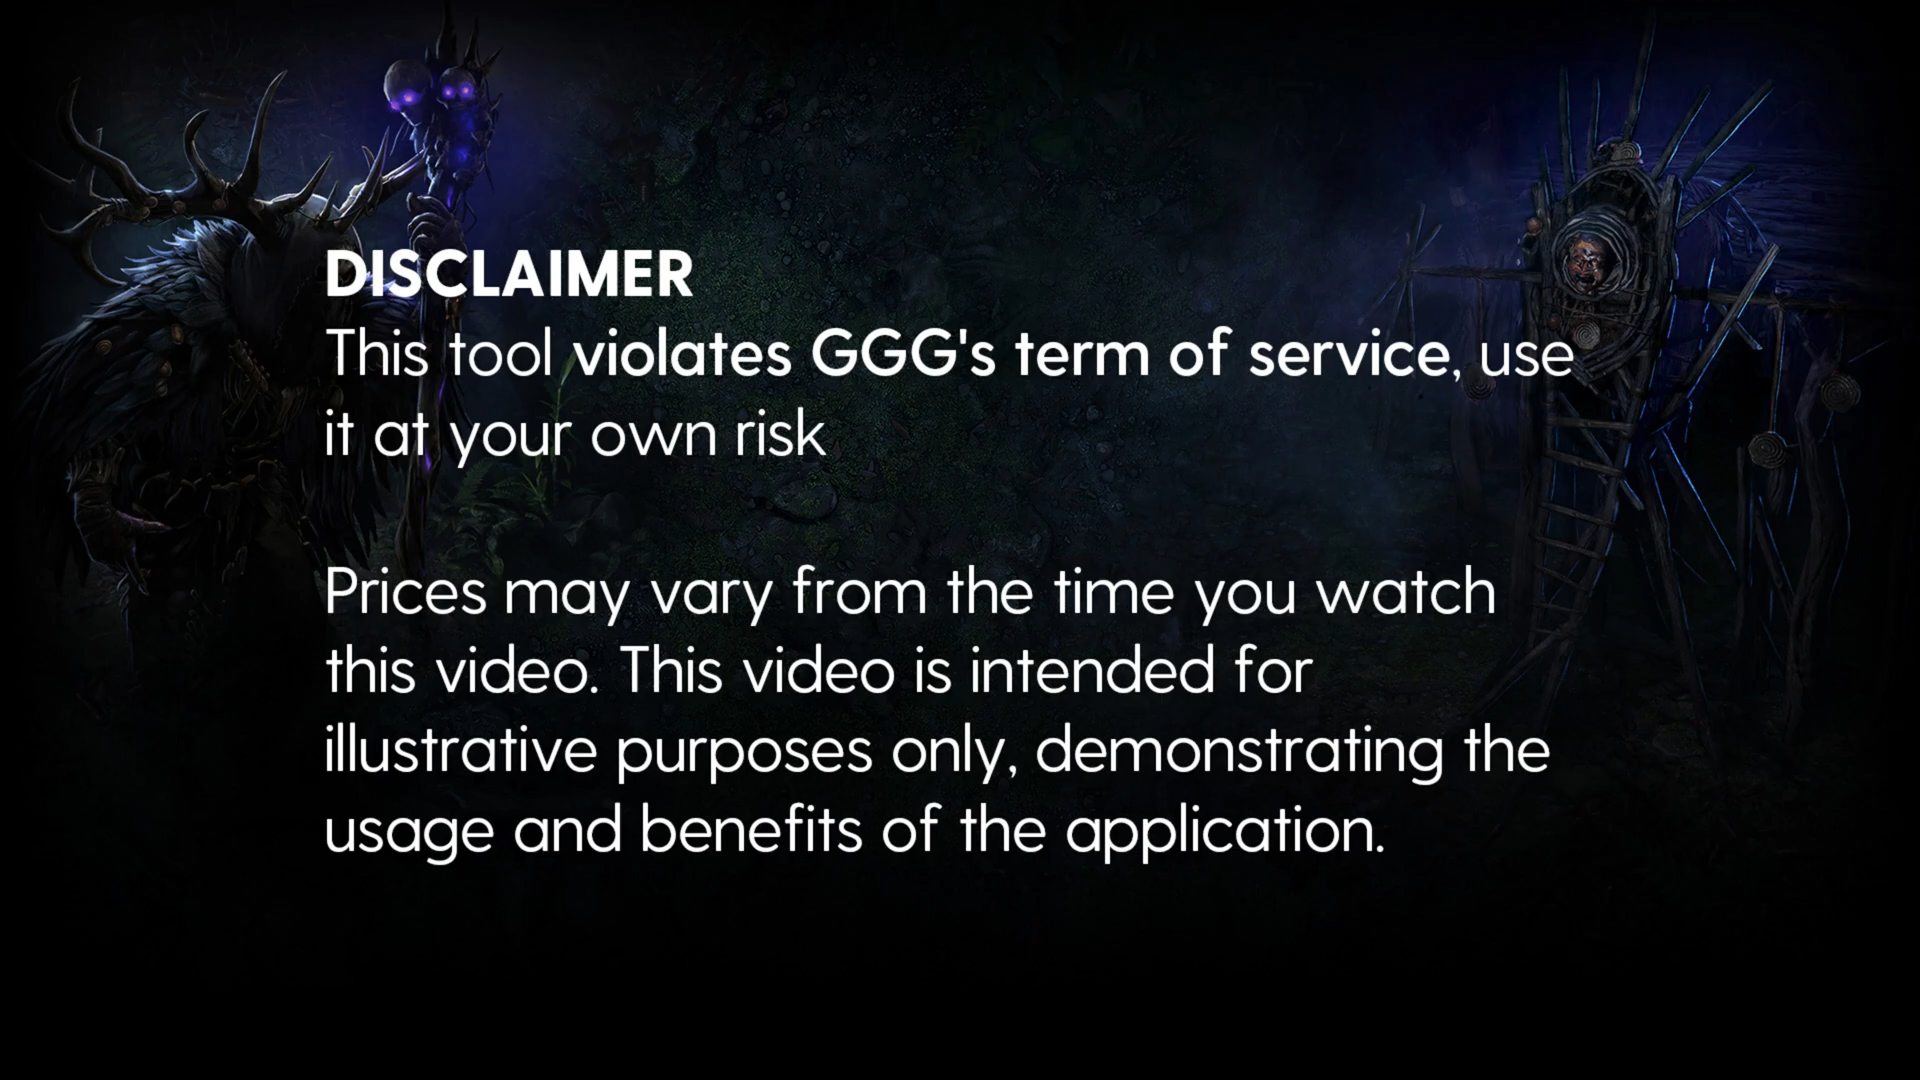 DISCLAIMER
This tool violates GGG's term of service, use
it at your own risk
Prices may vary from the time you watch
this video. This video is intended for
illustrative purposes only, demonstrating the
usage and benefits of the application.